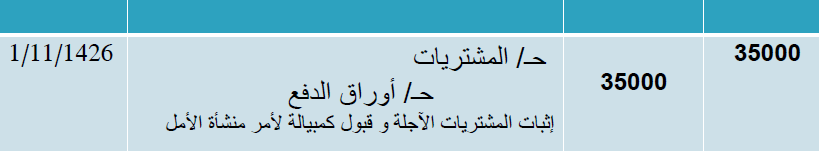 35000 حـ/ المشتريات 1/11/1426
35000 حـ/ أوراق الدفع
إثبات المشتريات الآجلة و قبول كمبيالة لأمر منشأة الأمل